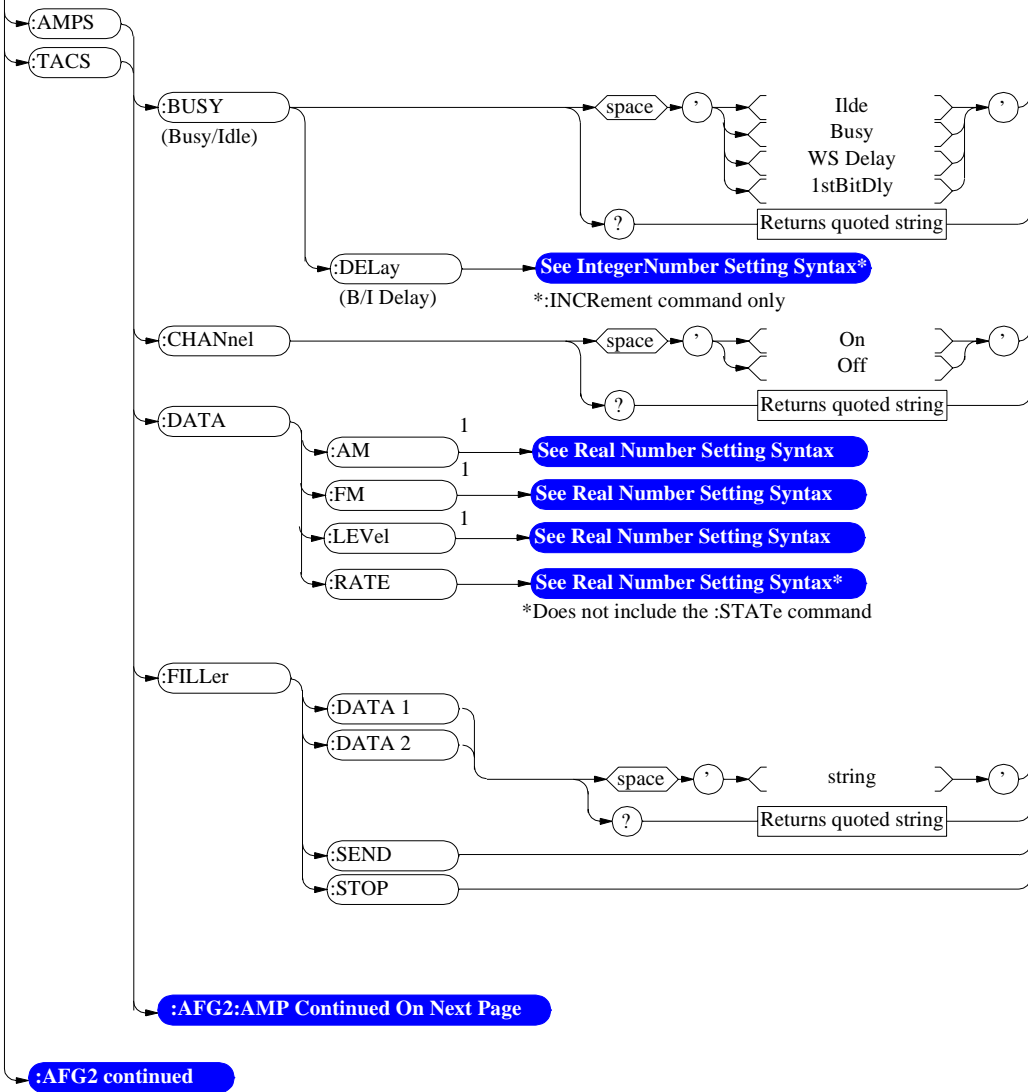 :AMPS
:TACS
:BUSY
(Busy/Idle)
space
’
Ilde
Busy
WS Delay
1stBitDly
’
?
Returns quoted string
:DELay
(B/I Delay)
See IntegerNumber Setting Syntax*
*:INCRement command only
:CHANnel
space
’
On
Off
’
?
Returns quoted string
:DATA
:AM
1
See Real Number Setting Syntax
:FM
1
See Real Number Setting Syntax
:LEVel
1
See Real Number Setting Syntax
:RATE
See Real Number Setting Syntax*
*Does not include the :STATe command
:FILLer
:DATA 1
:DATA 2
space
’
string
’
?
Returns quoted string
:SEND
:STOP
:AFG2:AMP Continued On Next Page
:AFG2 continued